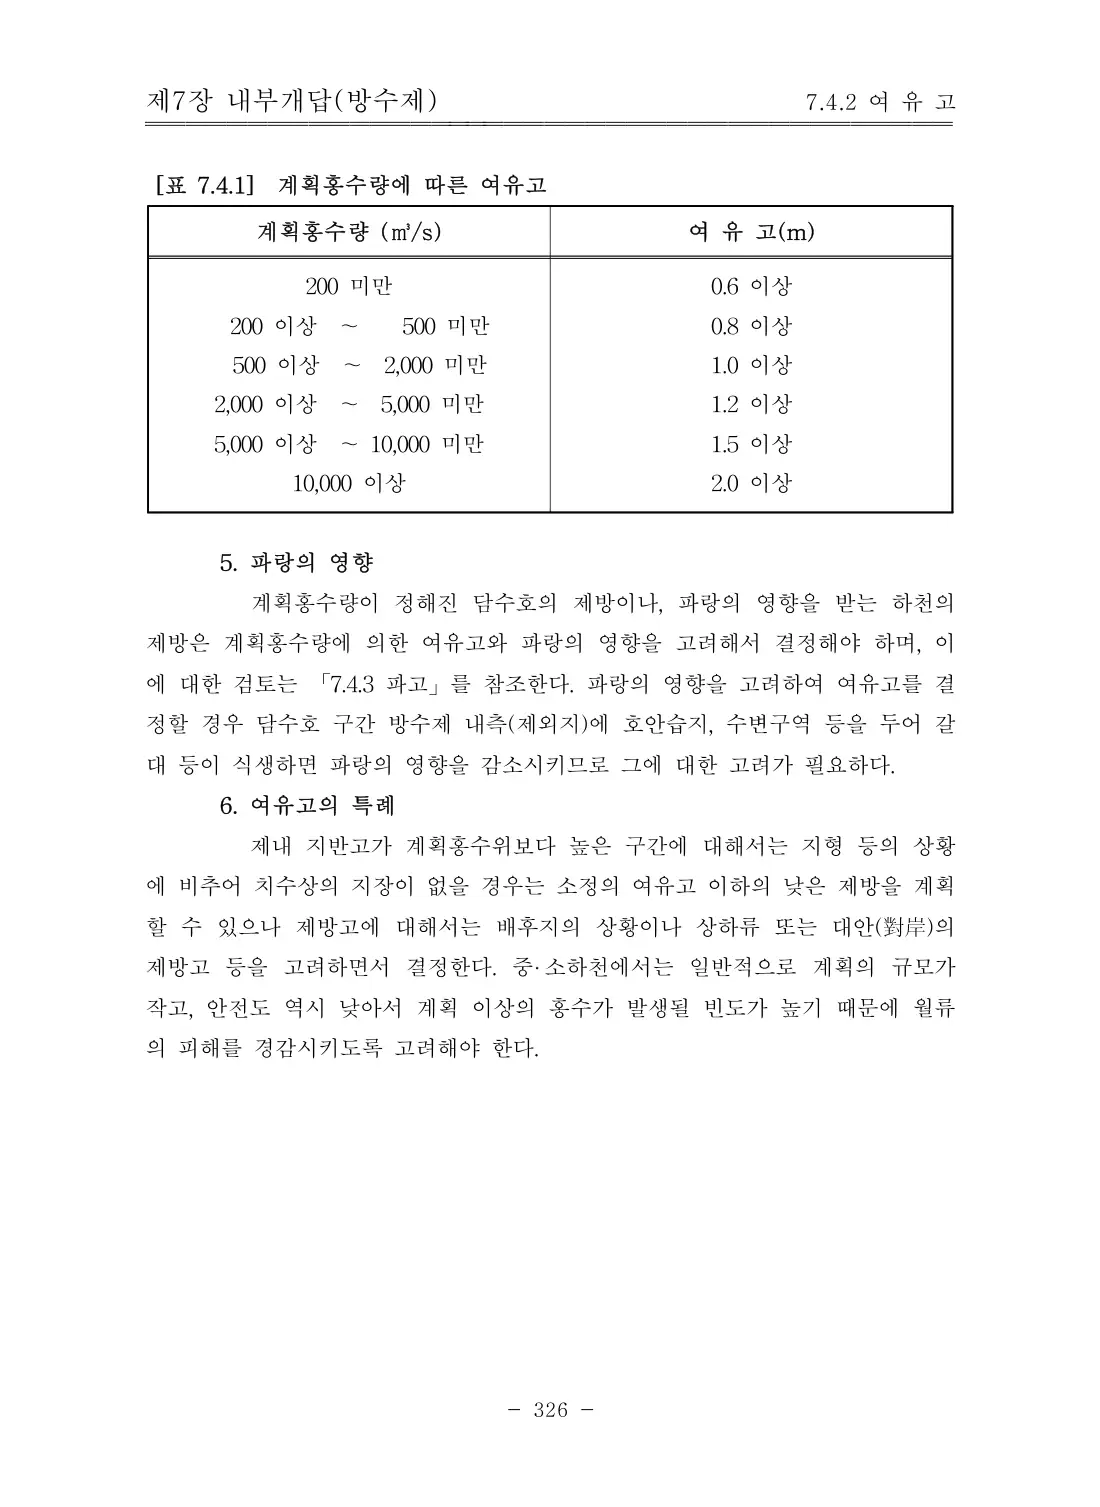 제7장 내부개답(방수제)
7.4.2 여 유 고
[표 7.4.1] 계획홍수량에 따른 여유고
계획홍수량 (㎥/s) 여 유 고(m)
200 미만 0.6 이상
200 이상 ~ 500 미만 0.8 이상
500 이상 ~ 2,000 미만 1.0 이상
2,000 이상 ~ 5,000 미만 1.2 이상
5,000 이상 ~ 10,000 미만 1.5 이상
10,000 이상 2.0 이상
5. 파랑의 영향
계획홍수량이 정해진 담수호의 제방이나, 파랑의 영향을 받는 하천의
제방은 계획홍수량에 의한 여유고와 파랑의 영향을 고려해서 결정해야 하며, 이
에 대한 검토는 「7.4.3 파고」를 참조한다. 파랑의 영향을 고려하여 여유고를 결
정할 경우 담수호 구간 방수제 내측(제외지)에 호안습지, 수변구역 등을 두어 갈
대 등이 식생하면 파랑의 영향을 감소시키므로 그에 대한 고려가 필요하다.
6. 여유고의 특례
제내 지반고가 계획홍수위보다 높은 구간에 대해서는 지형 등의 상황
에 비추어 치수상의 지장이 없을 경우는 소정의 여유고 이하의 낮은 제방을 계획
할 수 있으나 제방고에 대해서는 배후지의 상황이나 상하류 또는 대안(對岸)의
제방고 등을 고려하면서 결정한다. 중·소하천에서는 일반적으로 계획의 규모가
작고, 안전도 역시 낮아서 계획 이상의 홍수가 발생될 빈도가 높기 때문에 월류
의 피해를 경감시키도록 고려해야 한다.
- 326 -